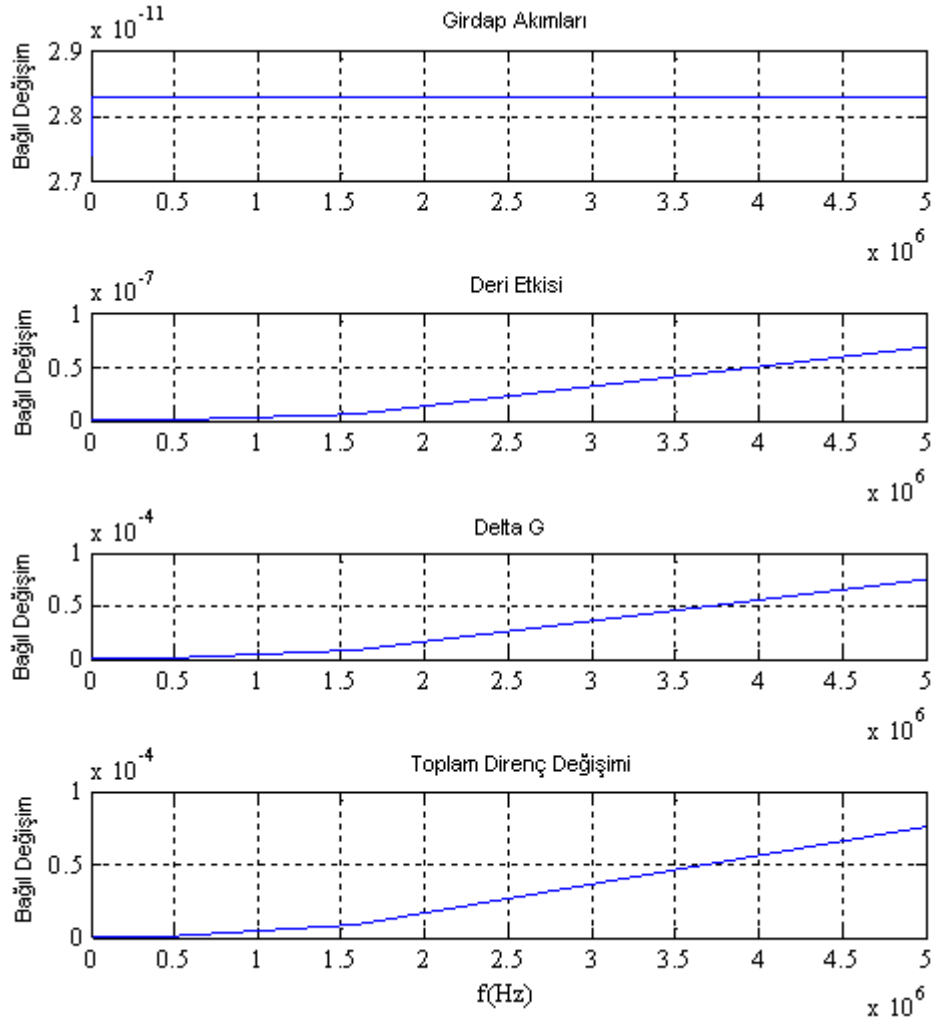 x 10^-11
Girdap Akımları
Bağıl Değişim
2.9
2.8
2.7
0 0.5 1 1.5 2 2.5 3 3.5 4 4.5 5
x 10^6
x 10^-7
Deri Etkisi
Bağıl Değişim
1
0.5
0
0 0.5 1 1.5 2 2.5 3 3.5 4 4.5 5
x 10^6
x 10^-4
Delta G
Bağıl Değişim
1
0.5
0
0 0.5 1 1.5 2 2.5 3 3.5 4 4.5 5
x 10^6
x 10^-4
Toplam Direnç Değişimi
Bağıl Değişim
1
0.5
0
0 0.5 1 1.5 2 2.5 3 3.5 4 4.5 5
f(Hz)
x 10^6